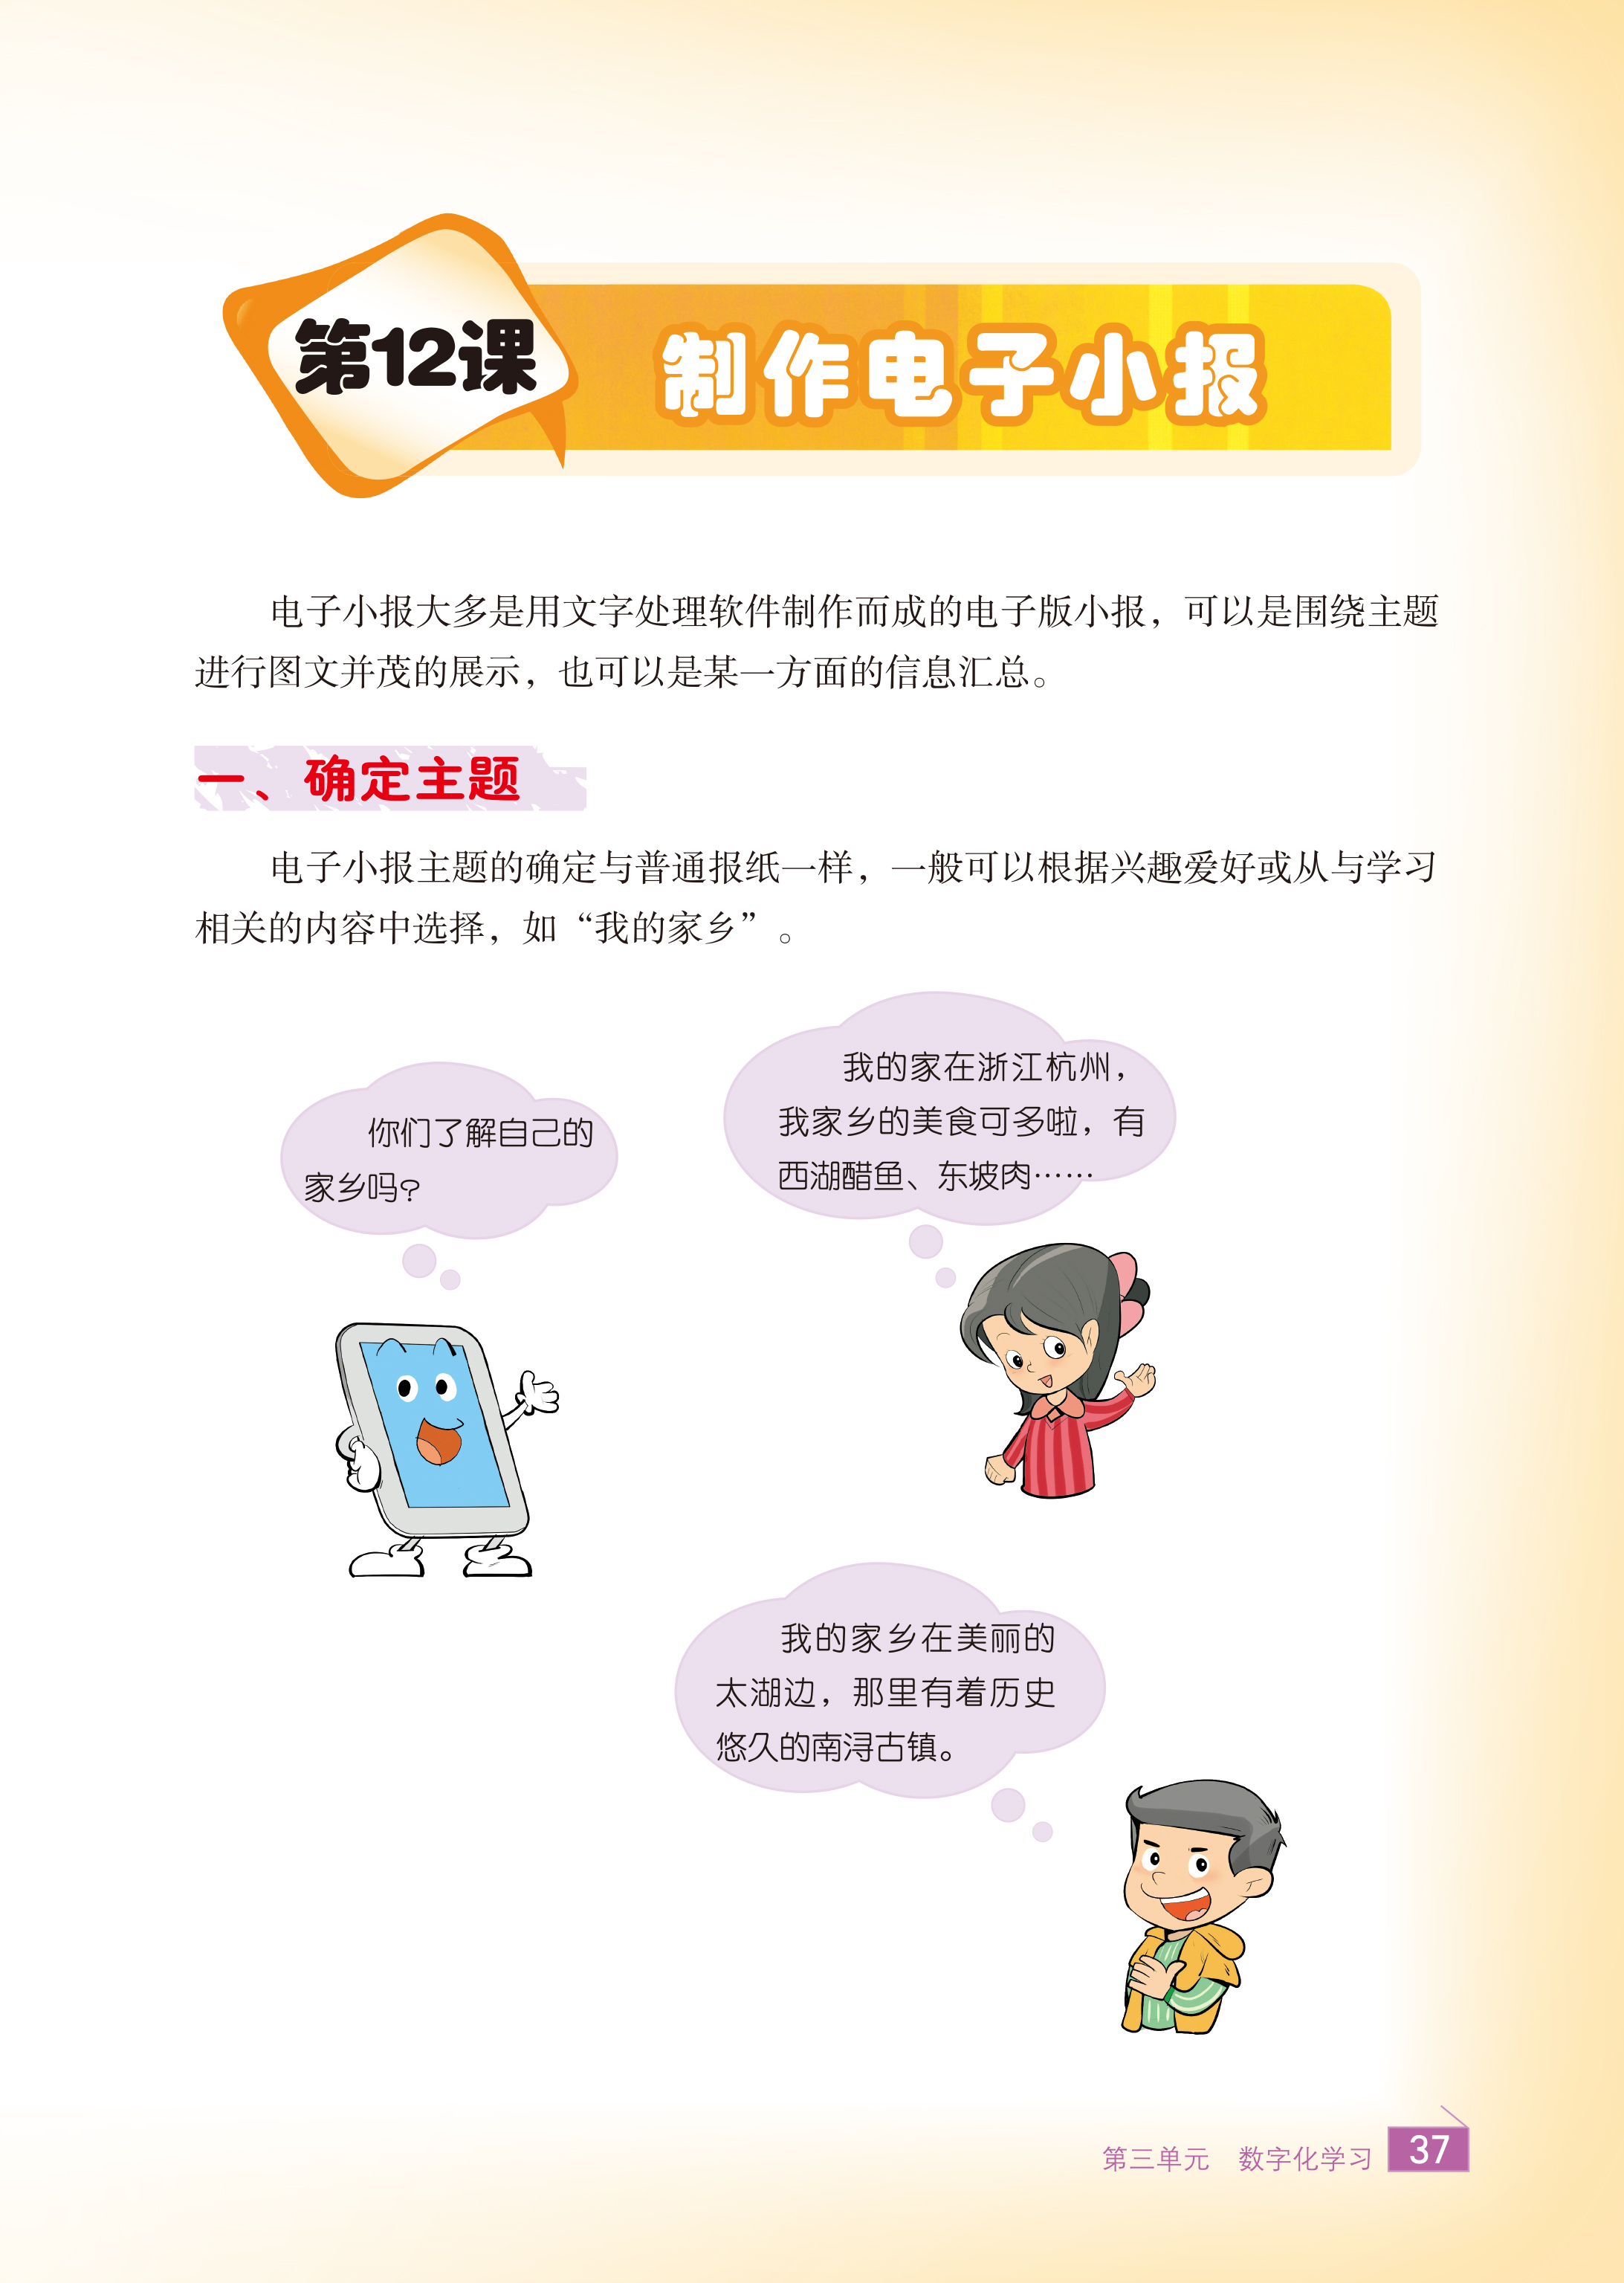 第12课
制作电子小报
电子小报大多是用文字处理软件制作而成的电子版小报，可以是围绕主题
进行图文并茂的展示，也可以是某一方面的信息汇总。
一、确定主题
电子小报主题的确定与普通报纸一样，一般可以根据兴趣爱好或从与学习
相关的内容中选择，如“我的家乡”。
你们了解自己的
家乡吗?
我的家在浙江杭州，
我家乡的美食可多啦，有
西湖醋鱼、东坡肉……
我的家乡在美丽的
太湖边，那里有着历史
悠久的南浔古镇。
第三单元 数字化学习 37